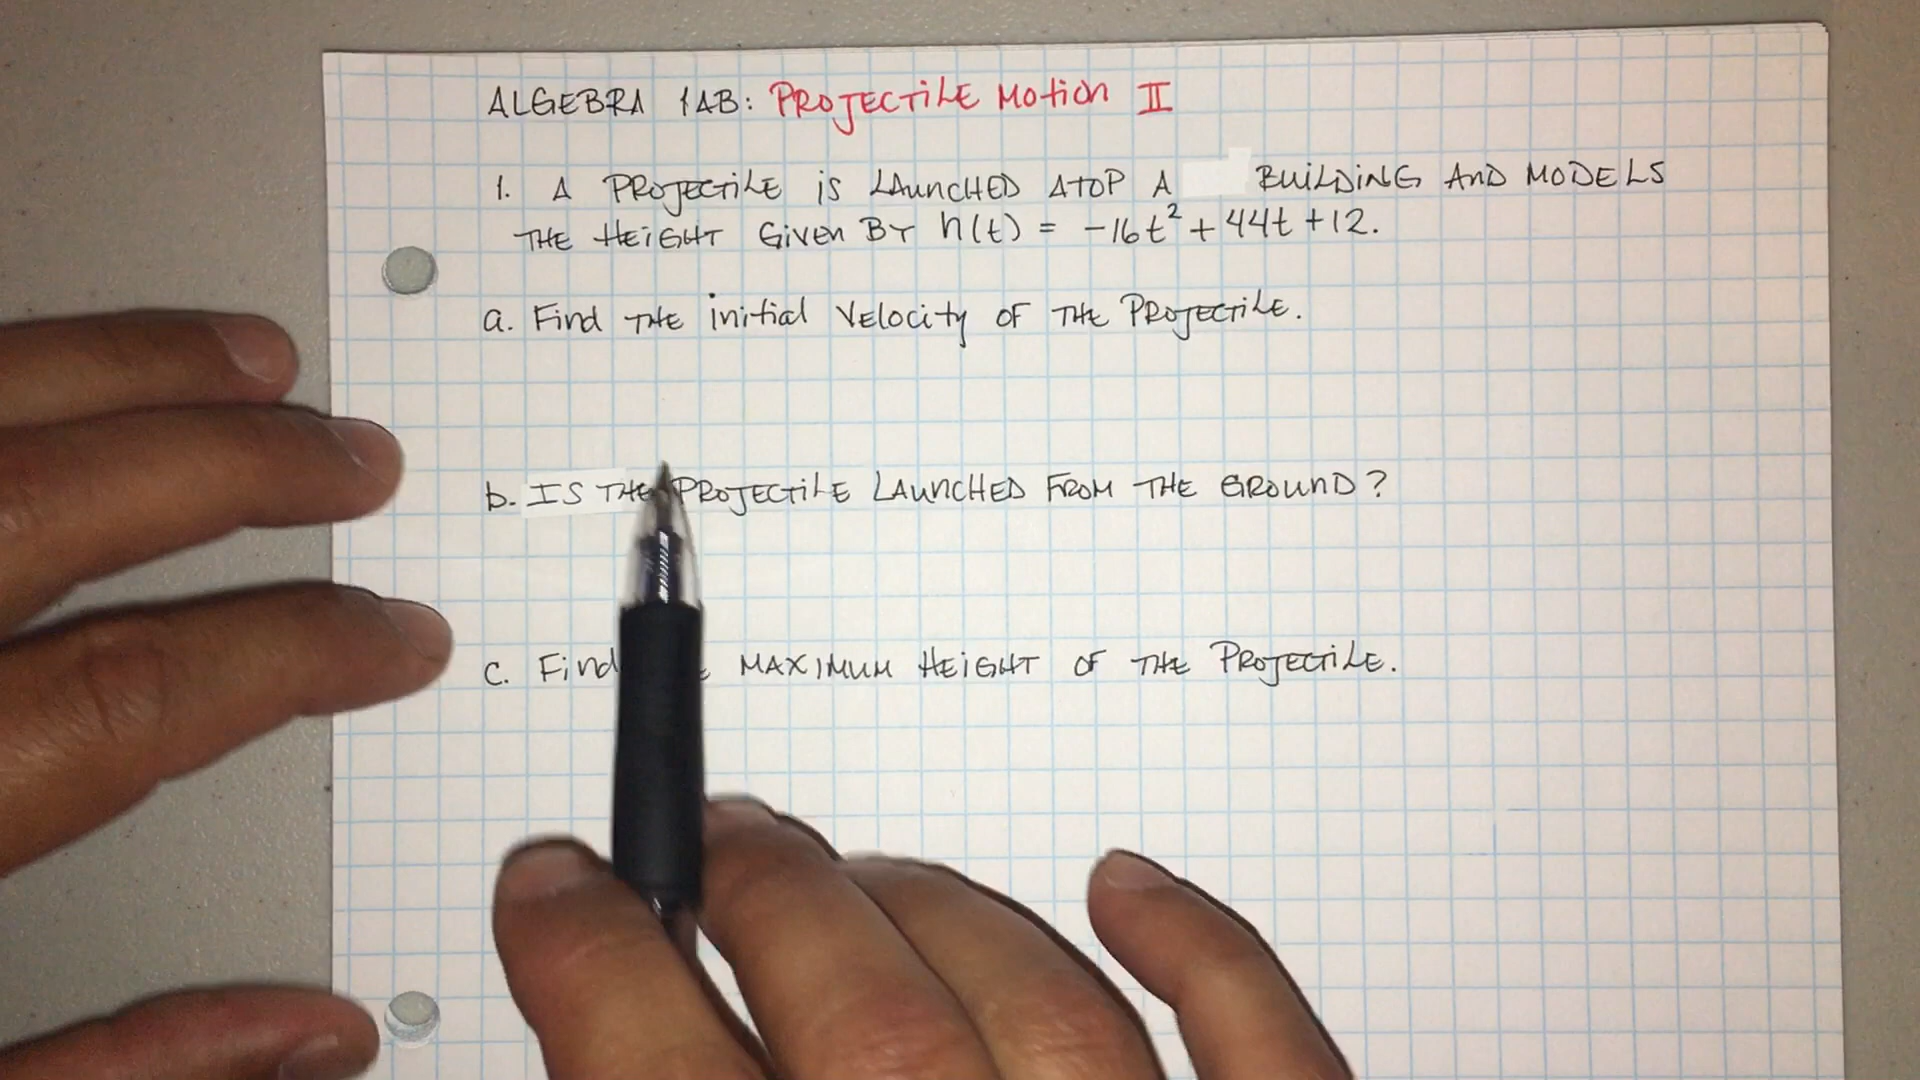 ALGEBRA 1AB: PROJECTILE MOTION II
1. A PROJECTILE IS LAUNCHED ATOP A BUILDING AND MODELS
THE HEIGHT GIVEN BY h(t) = -16t² + 44t + 12.
a. Find THE initial Velocity OF THE PROJECTILE.
b. IS THE PROJECTILE LAUNCHED FROM THE GROUND?
c. Find MAXIMUM HEIGHT OF THE PROJECTILE.